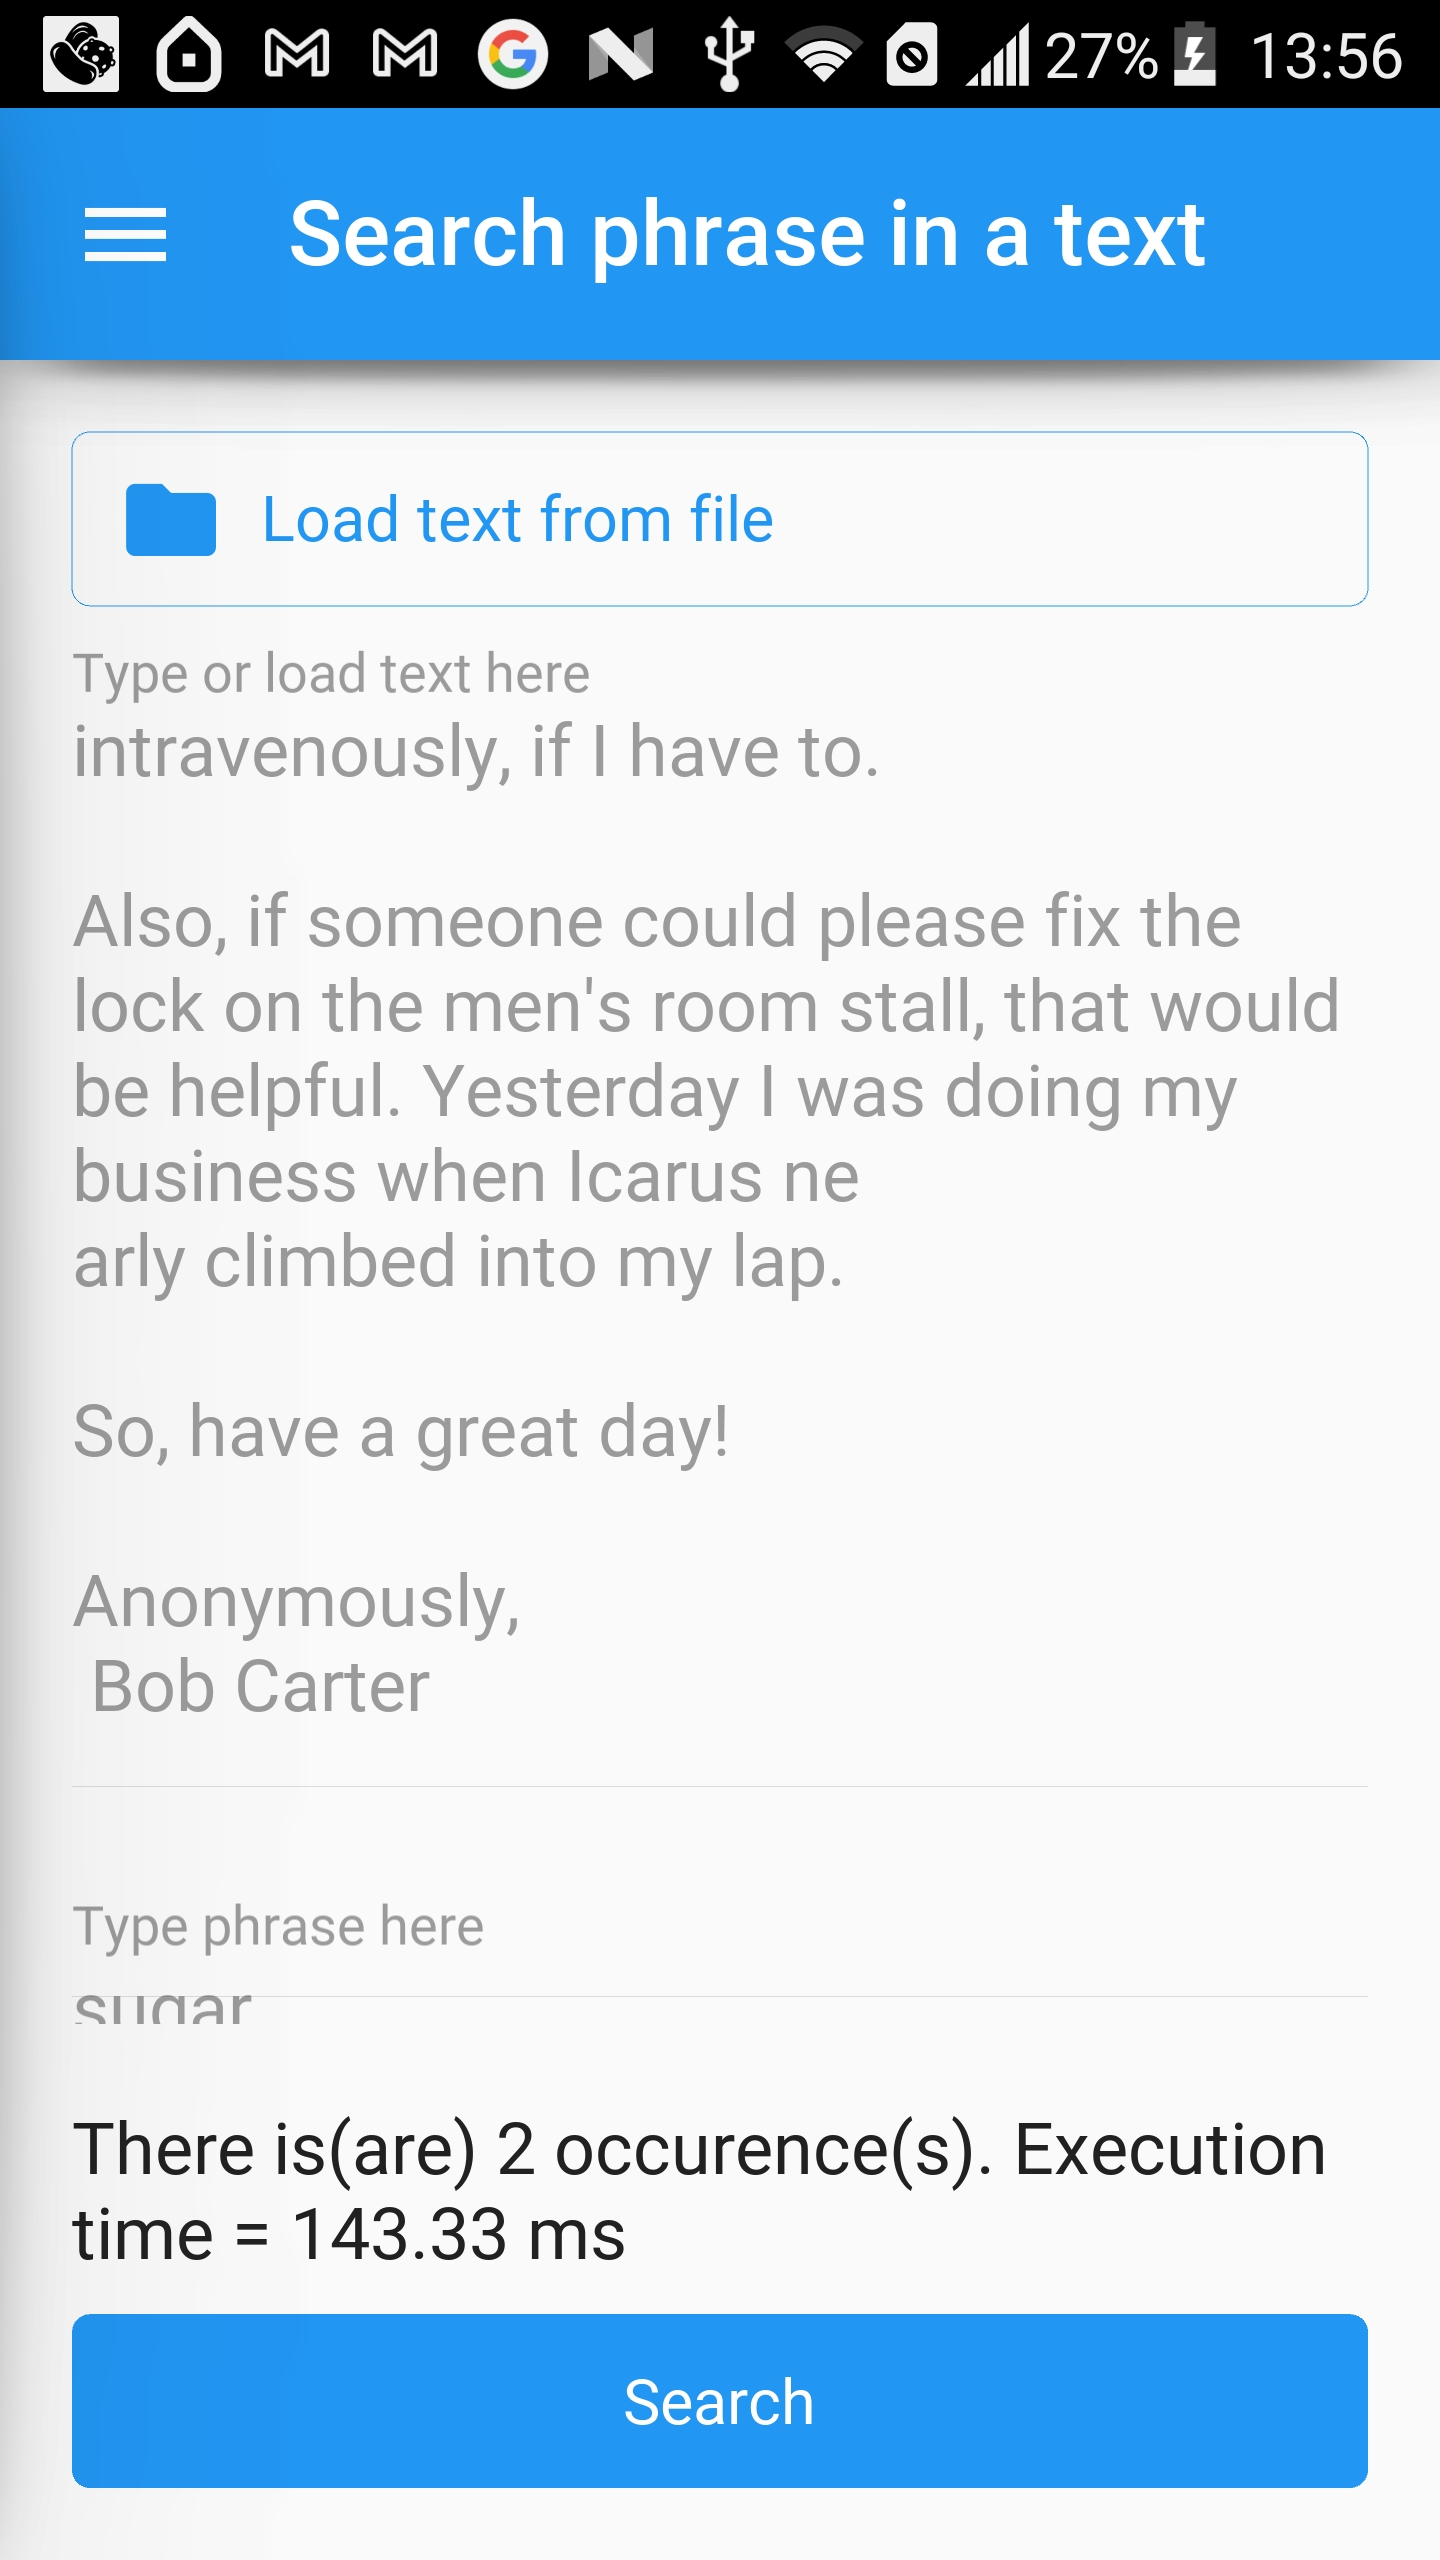 27% 13:56
Search phrase in a text
Load text from file
Type or load text here
intravenously, if I have to.
Also, if someone could please fix the
lock on the men's room stall, that would
be helpful. Yesterday I was doing my
business when Icarus ne
arly climbed into my lap.
So, have a great day!
Anonymously,
Bob Carter
Type phrase here
sugar
There is(are) 2 occurence(s). Execution
time = 143.33 ms
Search